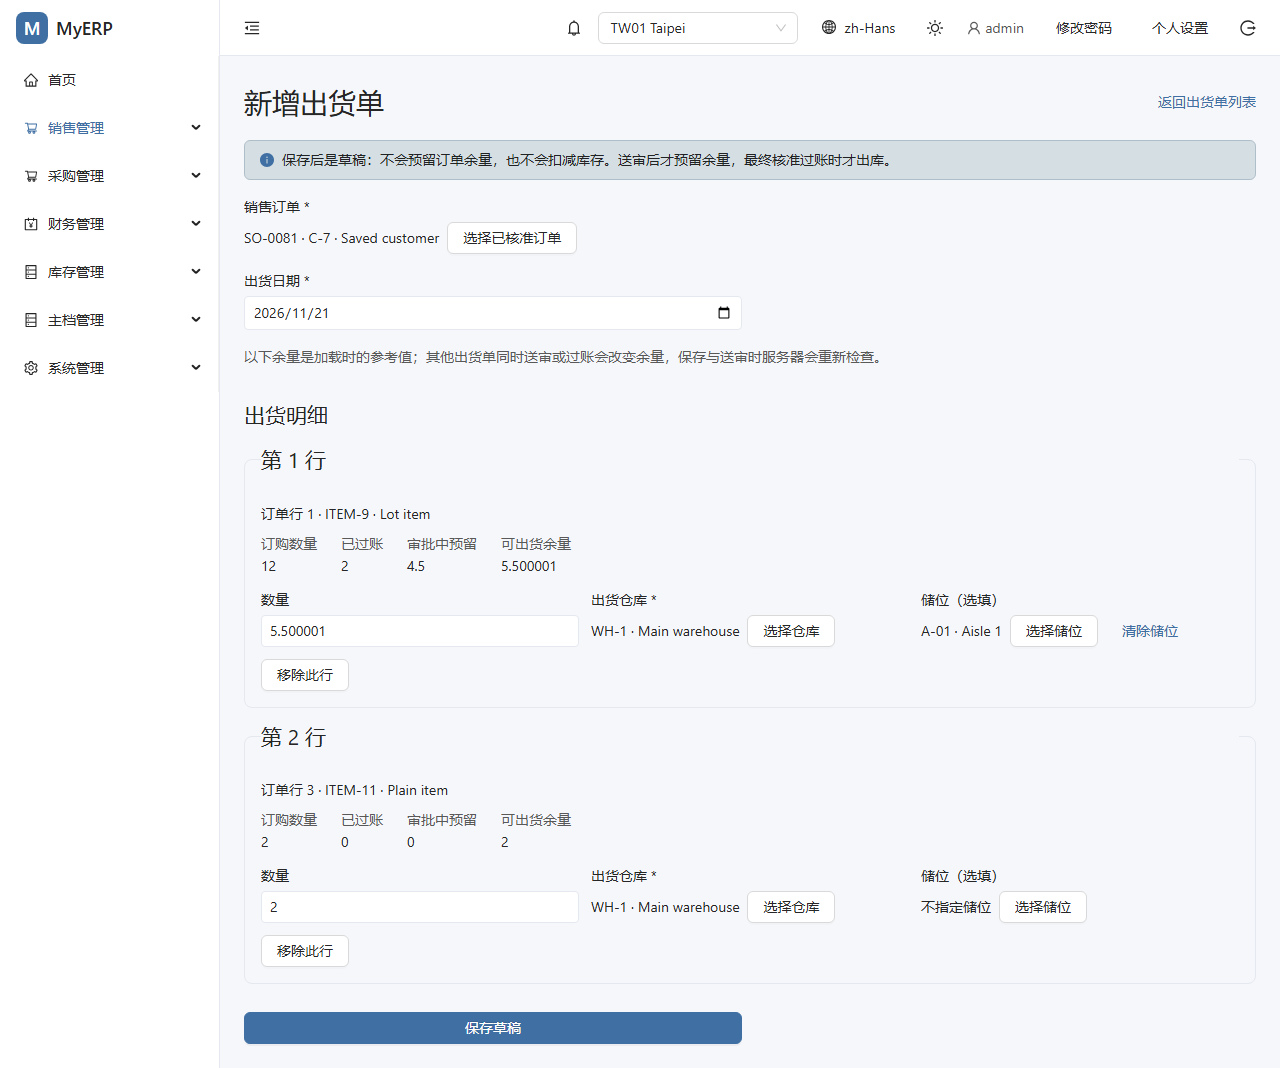 M MyERP
TW01 Taipei
zh-Hans
admin
修改密码
个人设置
首页
销售管理
采购管理
财务管理
库存管理
主档管理
系统管理
新增出货单
返回出货单列表
保存后是草稿：不会预留订单余量，也不会扣减库存。送审后才预留余量，最终核准过账时才出库。
销售订单 *
SO-0081 · C-7 · Saved customer 选择已核准订单
出货日期 *
2026/11/21
以下余量是加载时的参考值；其他出货单同时送审或过账会改变余量，保存与送审时服务器会重新检查。
出货明细
第 1 行
订单行 1 · ITEM-9 · Lot item
订购数量 已过账 审批中预留 可出货余量
12 2 4.5 5.500001
数量 出货仓库 * 储位（选填）
5.500001 WH-1 · Main warehouse 选择仓库 A-01 · Aisle 1 选择储位 清除储位
移除此行
第 2 行
订单行 3 · ITEM-11 · Plain item
订购数量 已过账 审批中预留 可出货余量
2 0 0 2
数量 出货仓库 * 储位（选填）
2 WH-1 · Main warehouse 选择仓库 不指定储位 选择储位
移除此行
保存草稿